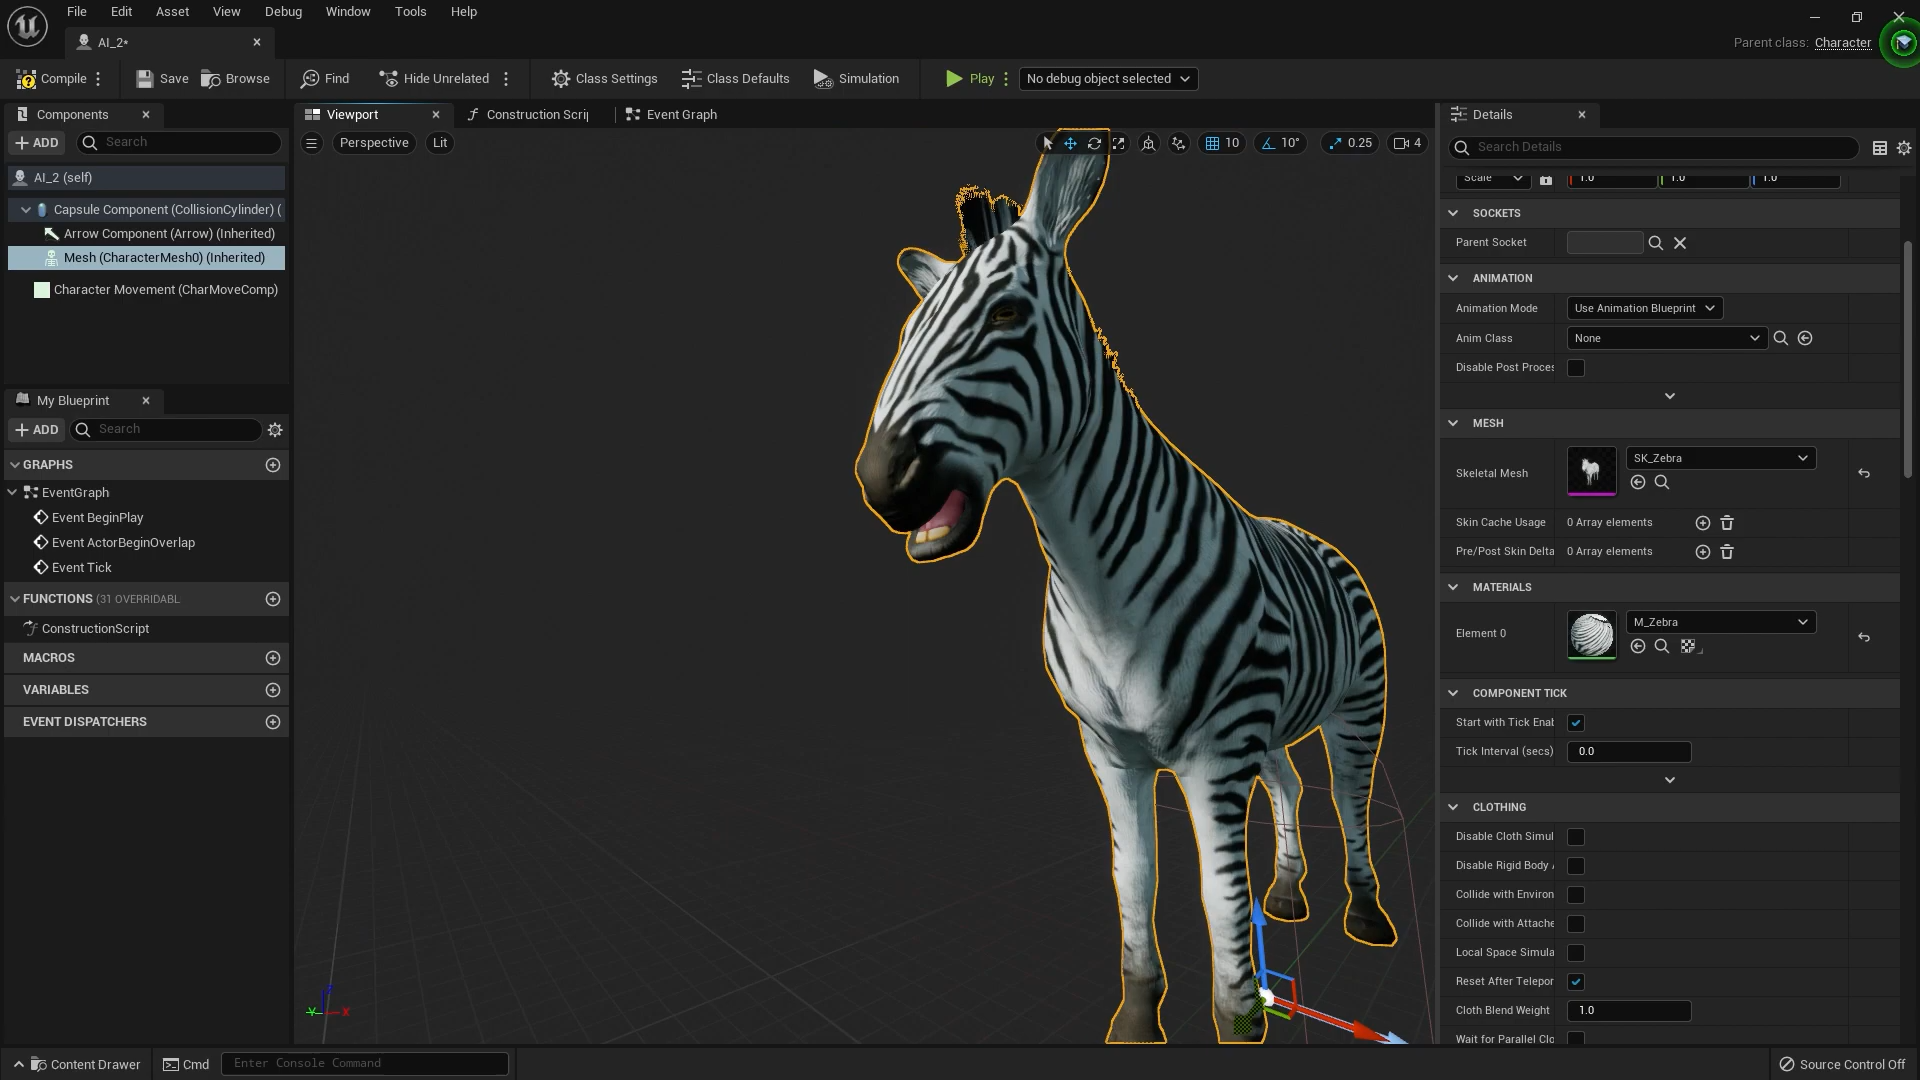 File Edit Asset View Debug Window Tools Help
AI_2*
Parent class: Character
Compile
Save
Browse
Find
Hide Unrelated
Class Settings
Class Defaults
Simulation
Play
No debug object selected
Components
ADD
Search
AI_2 (self)
Capsule Component (CollisionCylinder) (
Arrow Component (Arrow) (Inherited)
Mesh (CharacterMesh0) (Inherited)
Character Movement (CharMoveComp)
My Blueprint
ADD
Search
GRAPHS
EventGraph
Event BeginPlay
Event ActorBeginOverlap
Event Tick
FUNCTIONS (31 OVERRIDABL
ConstructionScript
MACROS
VARIABLES
EVENT DISPATCHERS
Viewport
Construction Scrip
Event Graph
Perspective
Lit
10
10°
0.25
4
Y
X
Details
Search Details
Scale
1.0
1.0
1.0
SOCKETS
Parent Socket
ANIMATION
Animation Mode
Use Animation Blueprint
Anim Class
None
Disable Post Proces
MESH
Skeletal Mesh
SK_Zebra
Skin Cache Usage
0 Array elements
Pre/Post Skin Delta
0 Array elements
MATERIALS
Element 0
M_Zebra
COMPONENT TICK
Start with Tick Enab
Tick Interval (secs)
0.0
CLOTHING
Disable Cloth Simul
Disable Rigid Body
Collide with Environ
Collide with Attache
Local Space Simula
Reset After Telepor
Cloth Blend Weight
1.0
Wait for Parallel Clo
Content Drawer
Cmd
Enter Console Command
Source Control Off